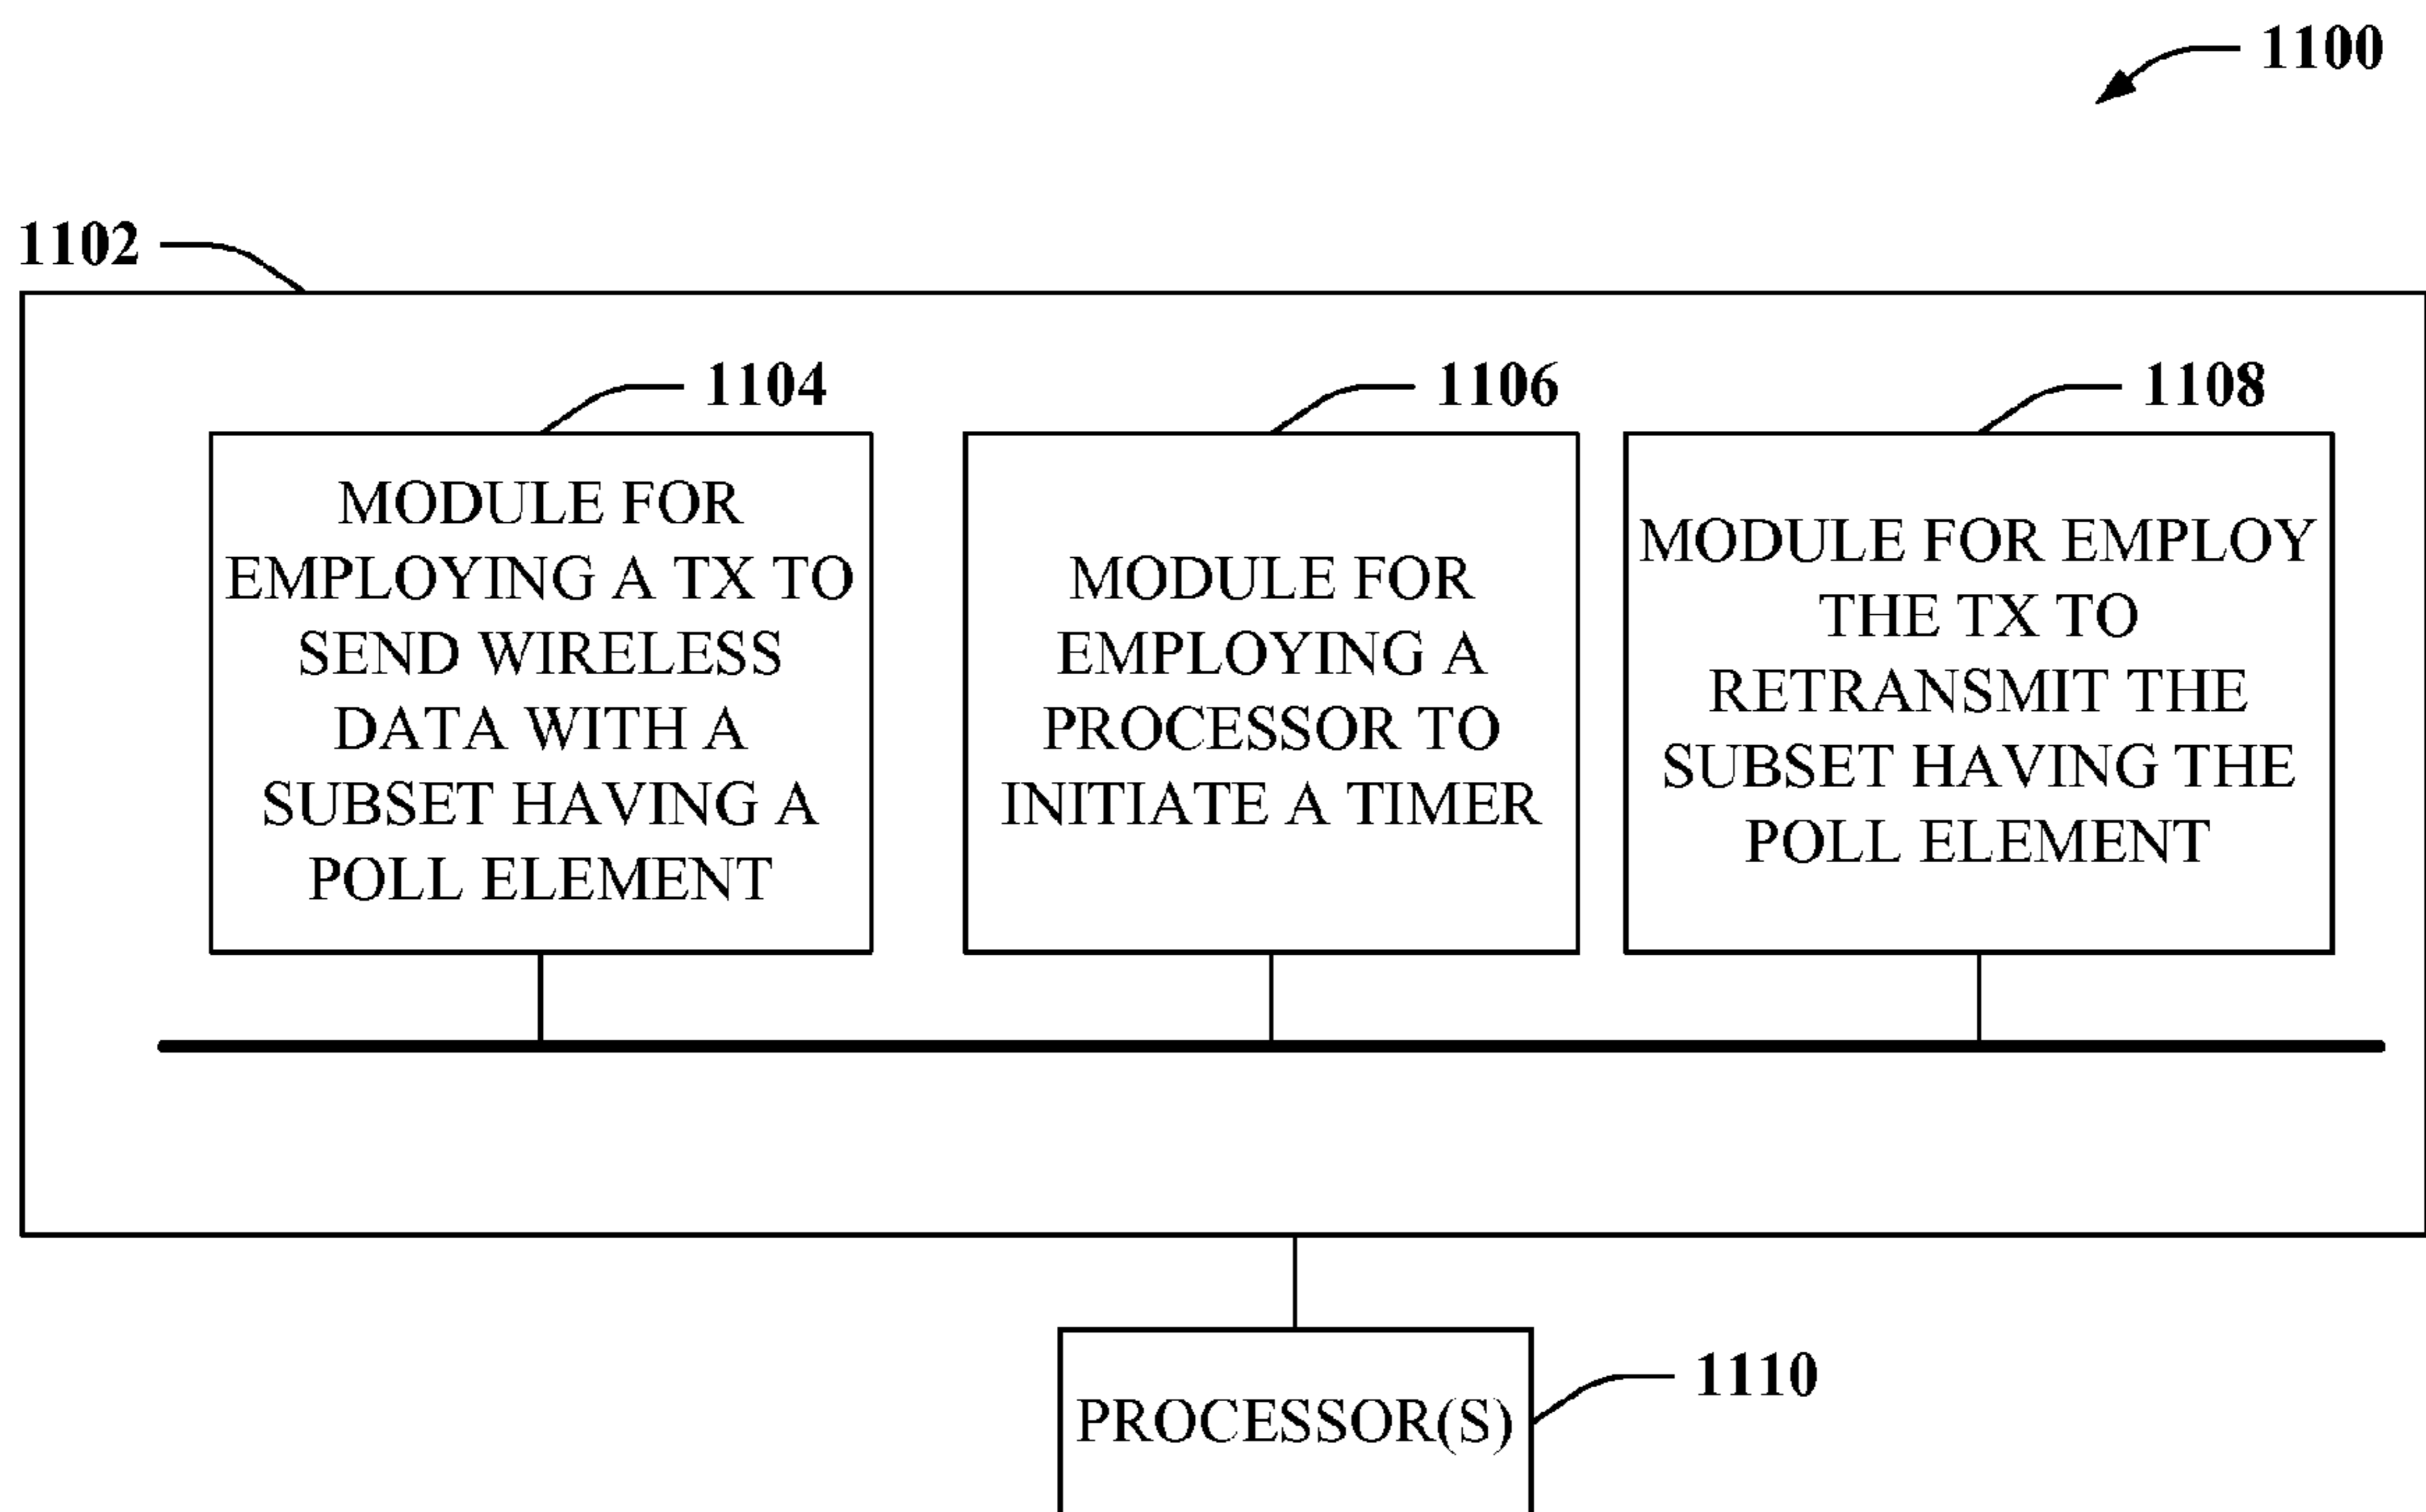 1100
1102
1104
1106
1108
MODULE FOR
EMPLOYING A TX TO
SEND WIRELESS
DATA WITH A
SUBSET HAVING A
POLL ELEMENT
MODULE FOR
EMPLOYING A
PROCESSOR TO
INITIATE A TIMER
MODULE FOR EMPLOY
THE TX TO
RETRANSMIT THE
SUBSET HAVING THE
POLL ELEMENT
1110
PROCESSOR(S)